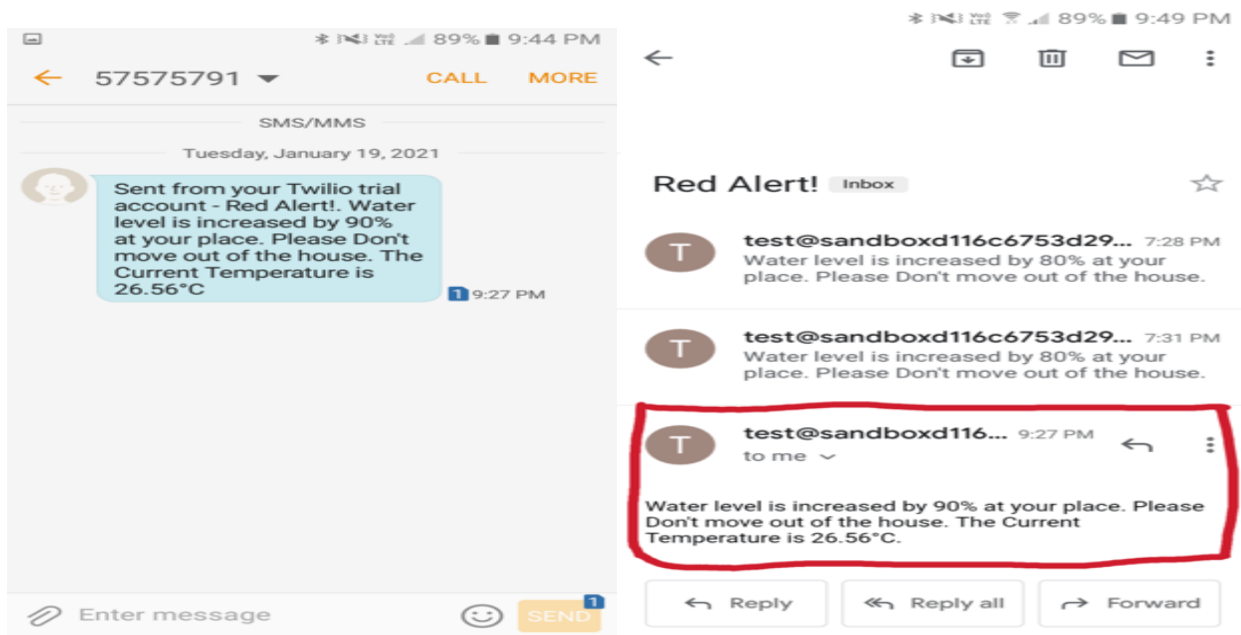 89% 9:44 PM
57575791
CALL
MORE
SMS/MMS
Tuesday, January 19, 2021
Sent from your Twilio trial
account - Red Alert!. Water
level is increased by 90%
at your place. Please Don't
move out of the house. The
Current Temperature is
26.56°C
1 9:27 PM
Enter message
SEND
1
Vo) LTE 89% 9:49 PM
Red Alert! Inbox
T
test@sandboxd116c6753d29... 7:28 PM
Water level is increased by 80% at your
place. Please Don't move out of the house.
T
test@sandboxd116c6753d29... 7:31 PM
Water level is increased by 80% at your
place. Please Don't move out of the house.
T
test@sandboxd116... 9:27 PM
to me
Water level is increased by 90% at your place. Please
Don't move out of the house. The Current
Temperature is 26.56°C.
Reply
Reply all
Forward